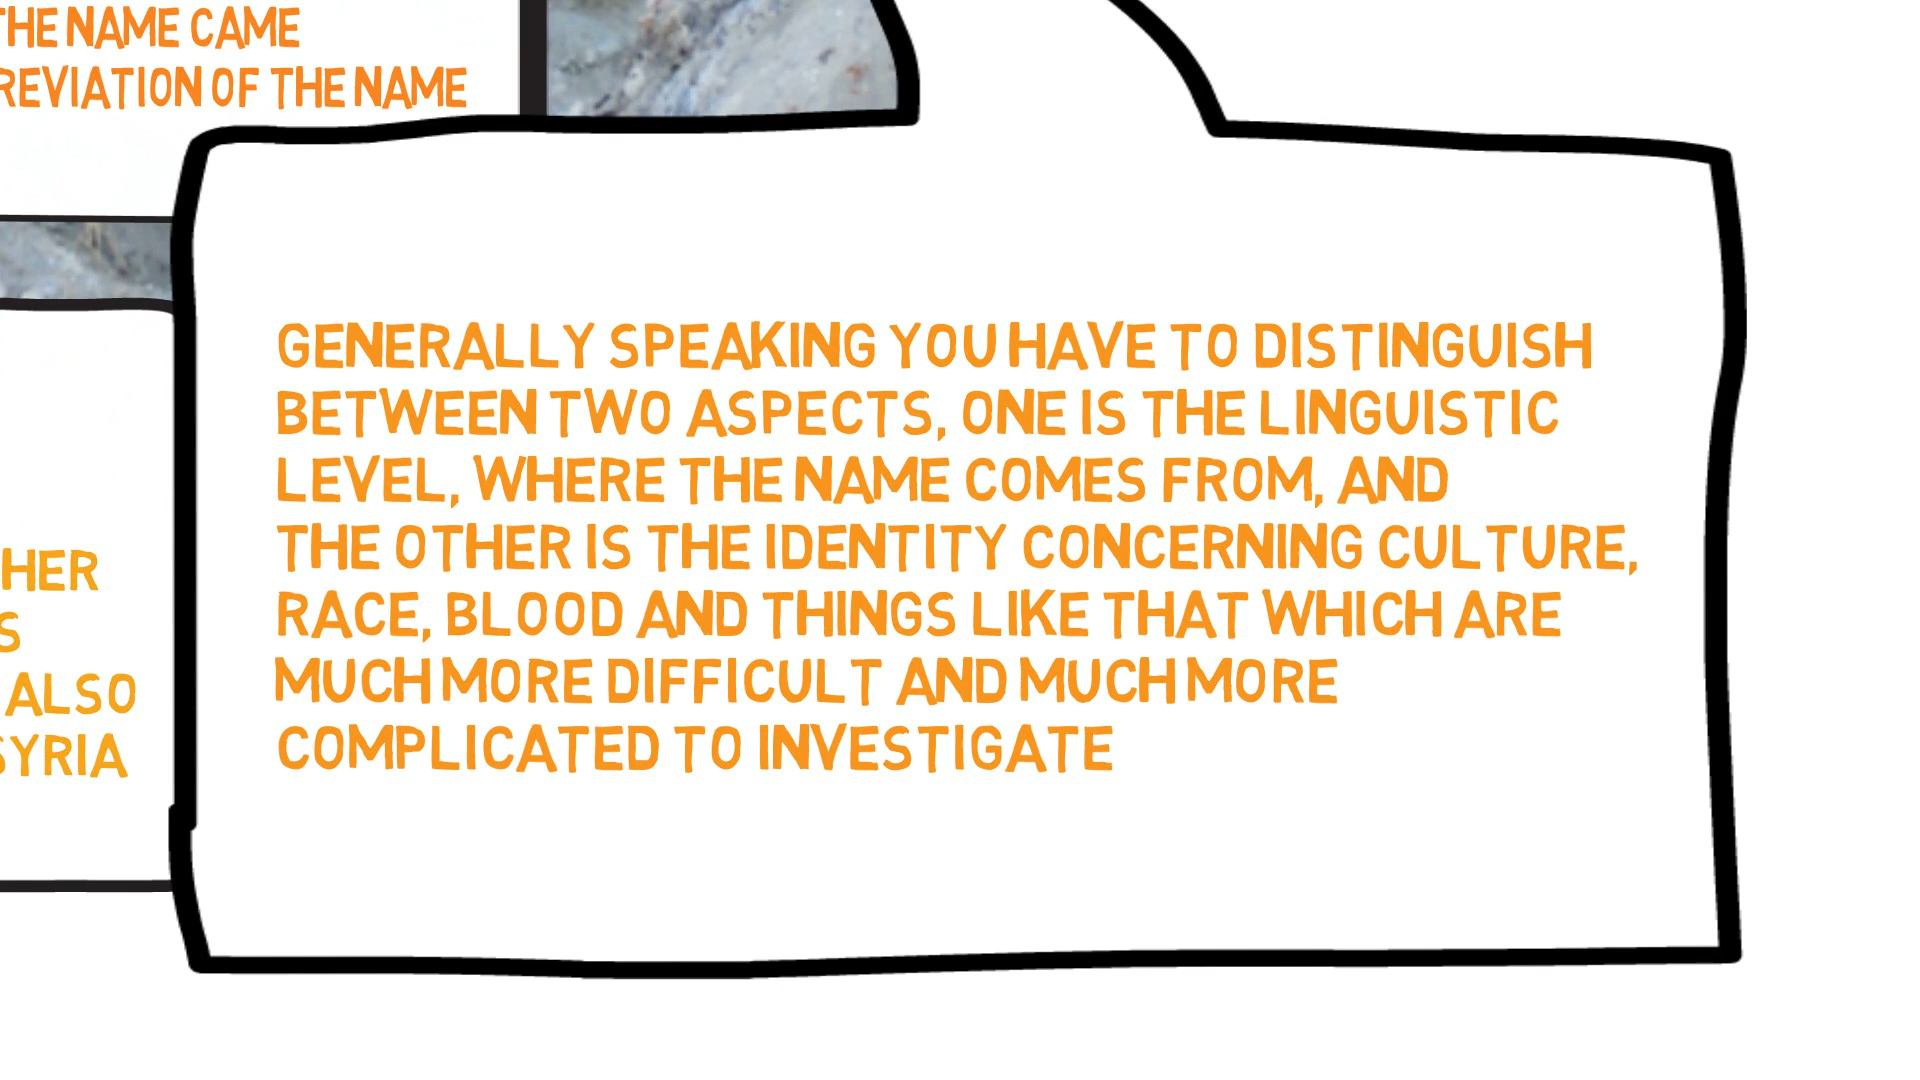 THE NAME CAME
OF THE NAME
GENERALLY SPEAKING YOU HAVE TO DISTINGUISH
BETWEEN TWO ASPECTS, ONE IS THE LINGUISTIC
LEVEL, WHERE THE NAME COMES FROM, AND
THE OTHER IS THE IDENTITY CONCERNING CULTURE,
RACE, BLOOD AND THINGS LIKE THAT WHICH ARE
MUCH MORE DIFFICULT AND MUCH MORE
COMPLICATED TO INVESTIGATE
ALSO
SYRIA